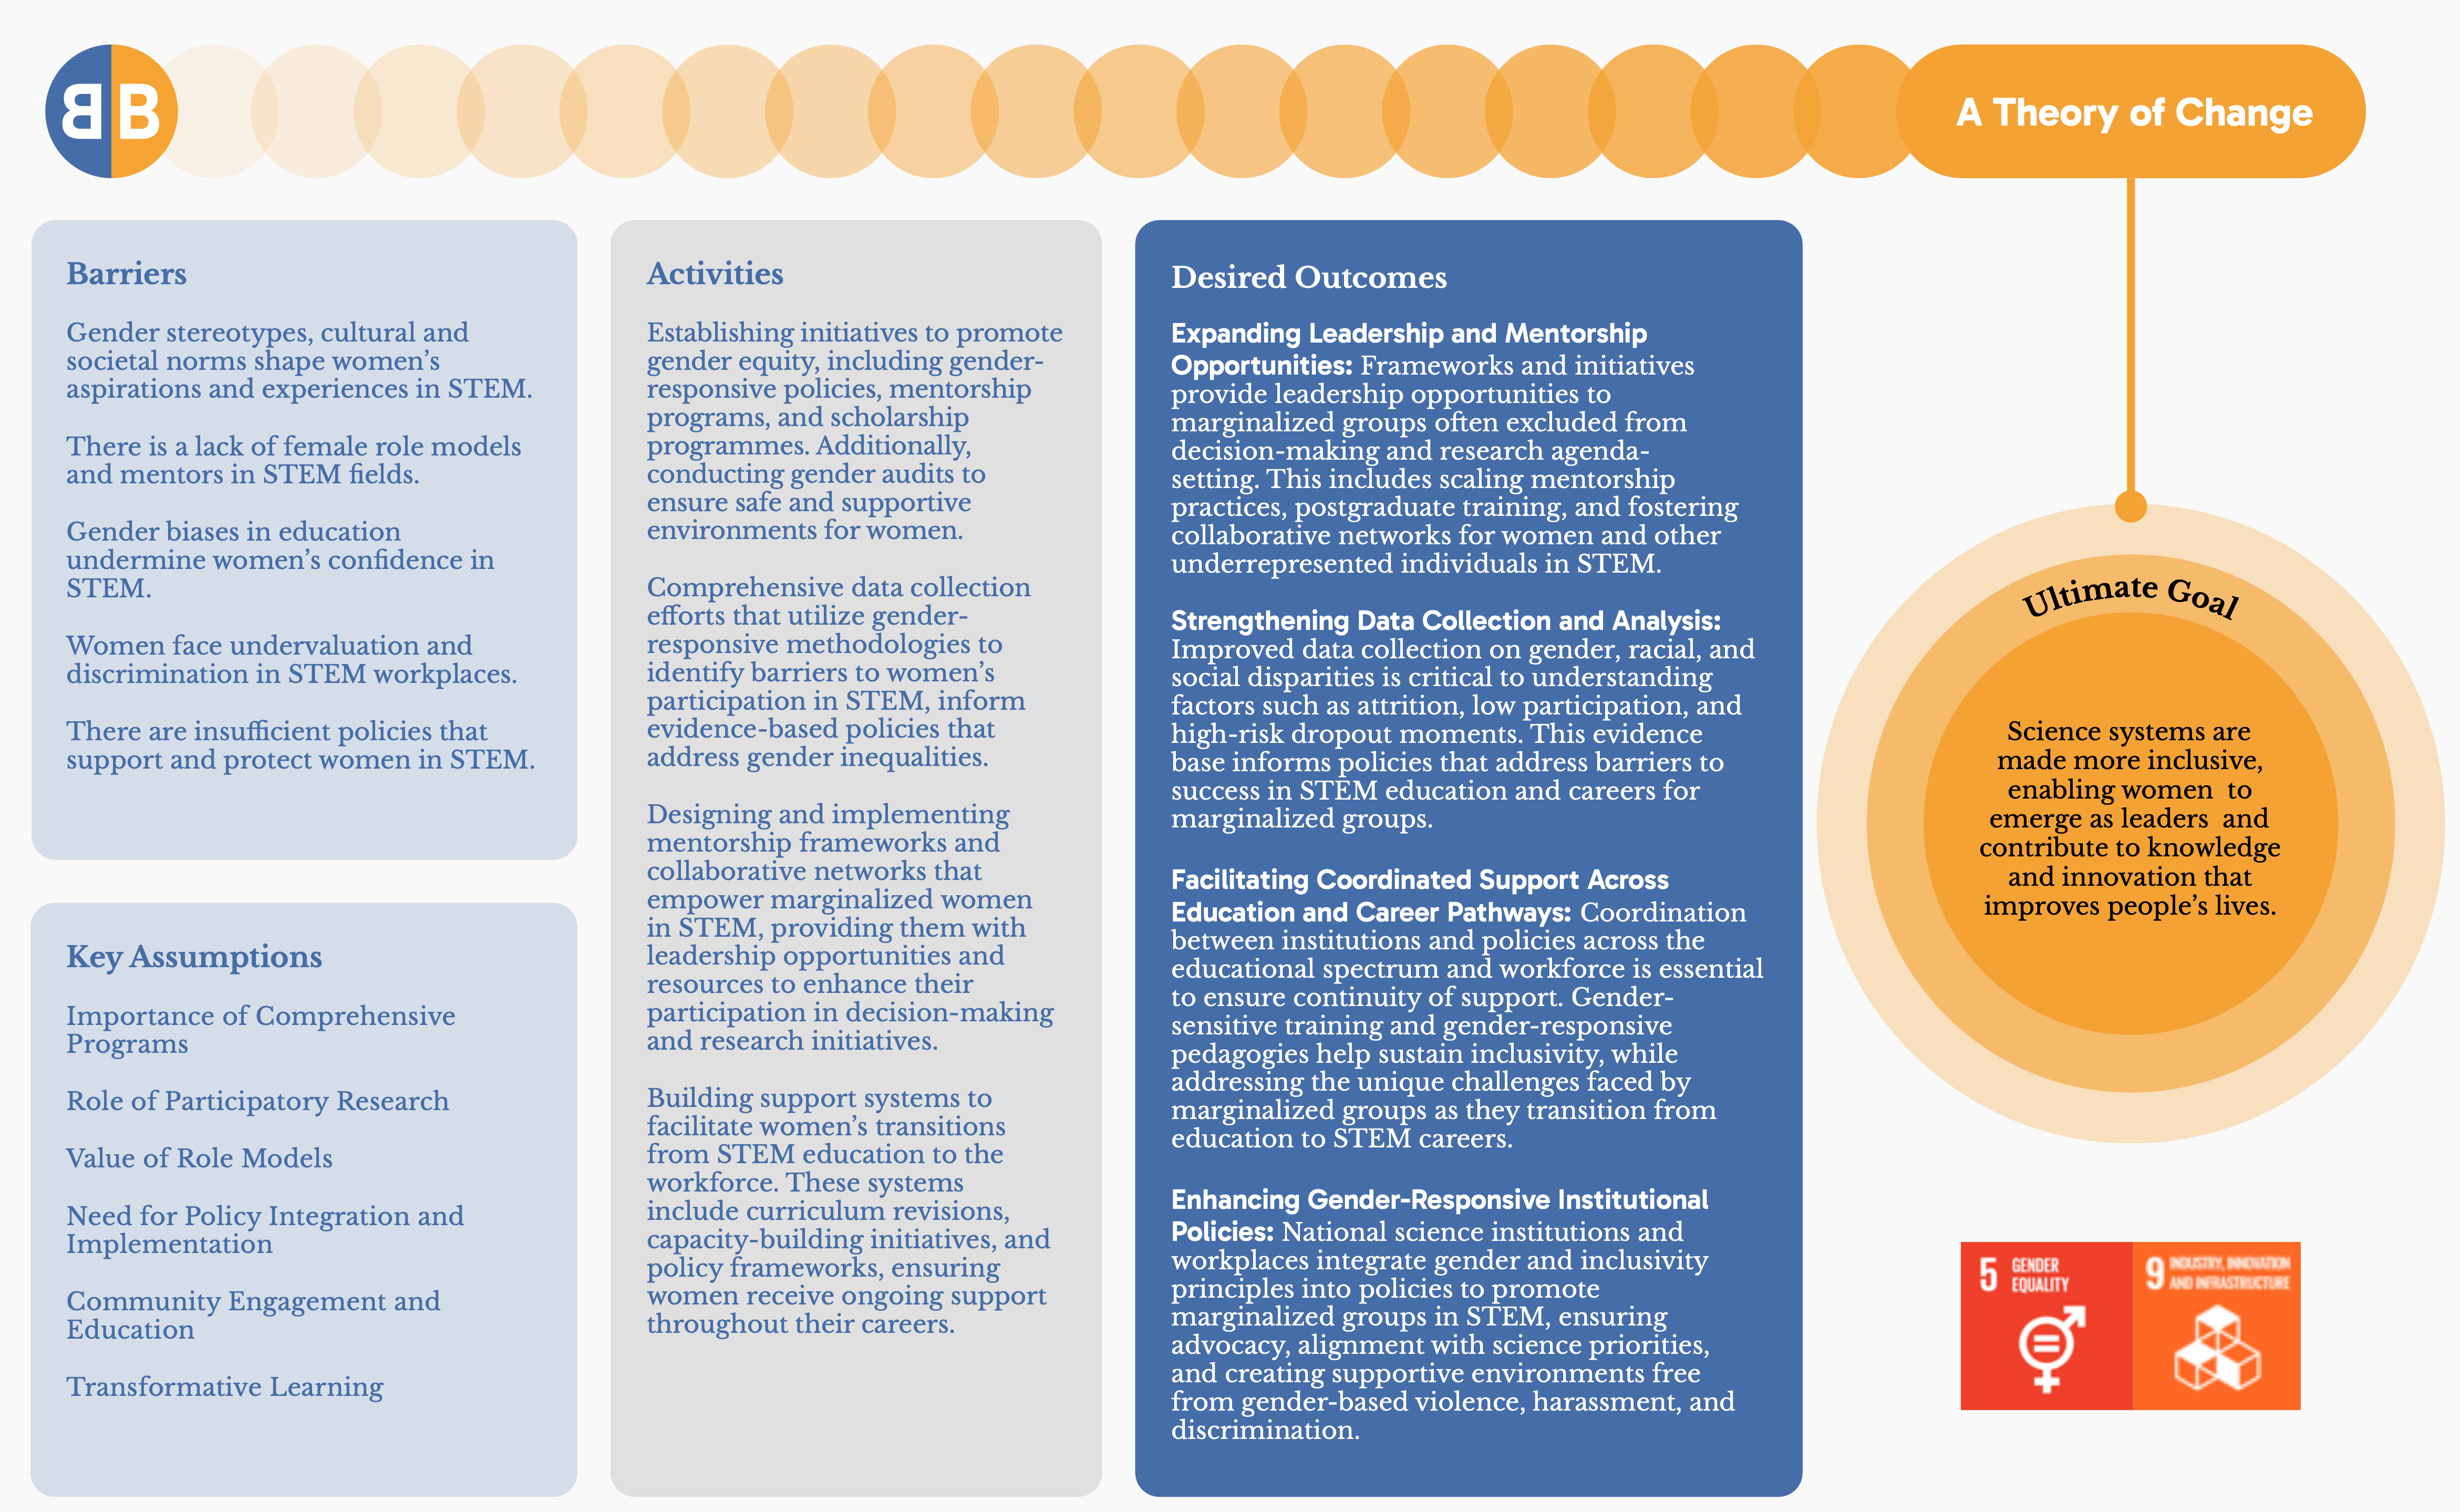 BB
A Theory of Change
Barriers
Gender stereotypes, cultural and
societal norms shape women’s
aspirations and experiences in STEM.
There is a lack of female role models
and mentors in STEM fields.
Gender biases in education
undermine women’s confidence in
STEM.
Women face undervaluation and
discrimination in STEM workplaces.
There are insufficient policies that
support and protect women in STEM.
Key Assumptions
Importance of Comprehensive
Programs
Role of Participatory Research
Value of Role Models
Need for Policy Integration and
Implementation
Community Engagement and
Education
Transformative Learning
Activities
Establishing initiatives to promote
gender equity, including gender-
responsive policies, mentorship
programs, and scholarship
programmes. Additionally,
conducting gender audits to
ensure safe and supportive
environments for women.
Comprehensive data collection
efforts that utilize gender-
responsive methodologies to
identify barriers to women’s
participation in STEM, inform
evidence-based policies that
address gender inequalities.
Designing and implementing
mentorship frameworks and
collaborative networks that
empower marginalized women
in STEM, providing them with
leadership opportunities and
resources to enhance their
participation in decision-making
and research initiatives.
Building support systems to
facilitate women’s transitions
from STEM education to the
workforce. These systems
include curriculum revisions,
capacity-building initiatives, and
policy frameworks, ensuring
women receive ongoing support
throughout their careers.
Desired Outcomes
Expanding Leadership and Mentorship
Opportunities: Frameworks and initiatives
provide leadership opportunities to
marginalized groups often excluded from
decision-making and research agenda-
setting. This includes scaling mentorship
practices, postgraduate training, and fostering
collaborative networks for women and other
underrepresented individuals in STEM.
Strengthening Data Collection and Analysis:
Improved data collection on gender, racial, and
social disparities is critical to understanding
factors such as attrition, low participation, and
high-risk dropout moments. This evidence
base informs policies that address barriers to
success in STEM education and careers for
marginalized groups.
Facilitating Coordinated Support Across
Education and Career Pathways: Coordination
between institutions and policies across the
educational spectrum and workforce is essential
to ensure continuity of support. Gender-
sensitive training and gender-responsive
pedagogies help sustain inclusivity, while
addressing the unique challenges faced by
marginalized groups as they transition from
education to STEM careers.
Enhancing Gender-Responsive Institutional
Policies: National science institutions and
workplaces integrate gender and inclusivity
principles into policies to promote
marginalized groups in STEM, ensuring
advocacy, alignment with science priorities,
and creating supportive environments free
from gender-based violence, harassment, and
discrimination.
Ultimate Goal
Science systems are
made more inclusive,
enabling women to
emerge as leaders and
contribute to knowledge
and innovation that
improves people’s lives.
5 GENDER
EQUALITY
9 INDUSTRY, INNOVATION
AND INFRASTRUCTURE